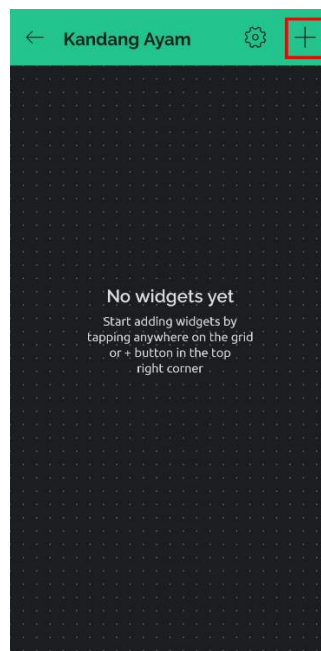 Kandang Ayam
No widgets yet
Start adding widgets by
tapping anywhere on the grid
or + button in the top
right corner